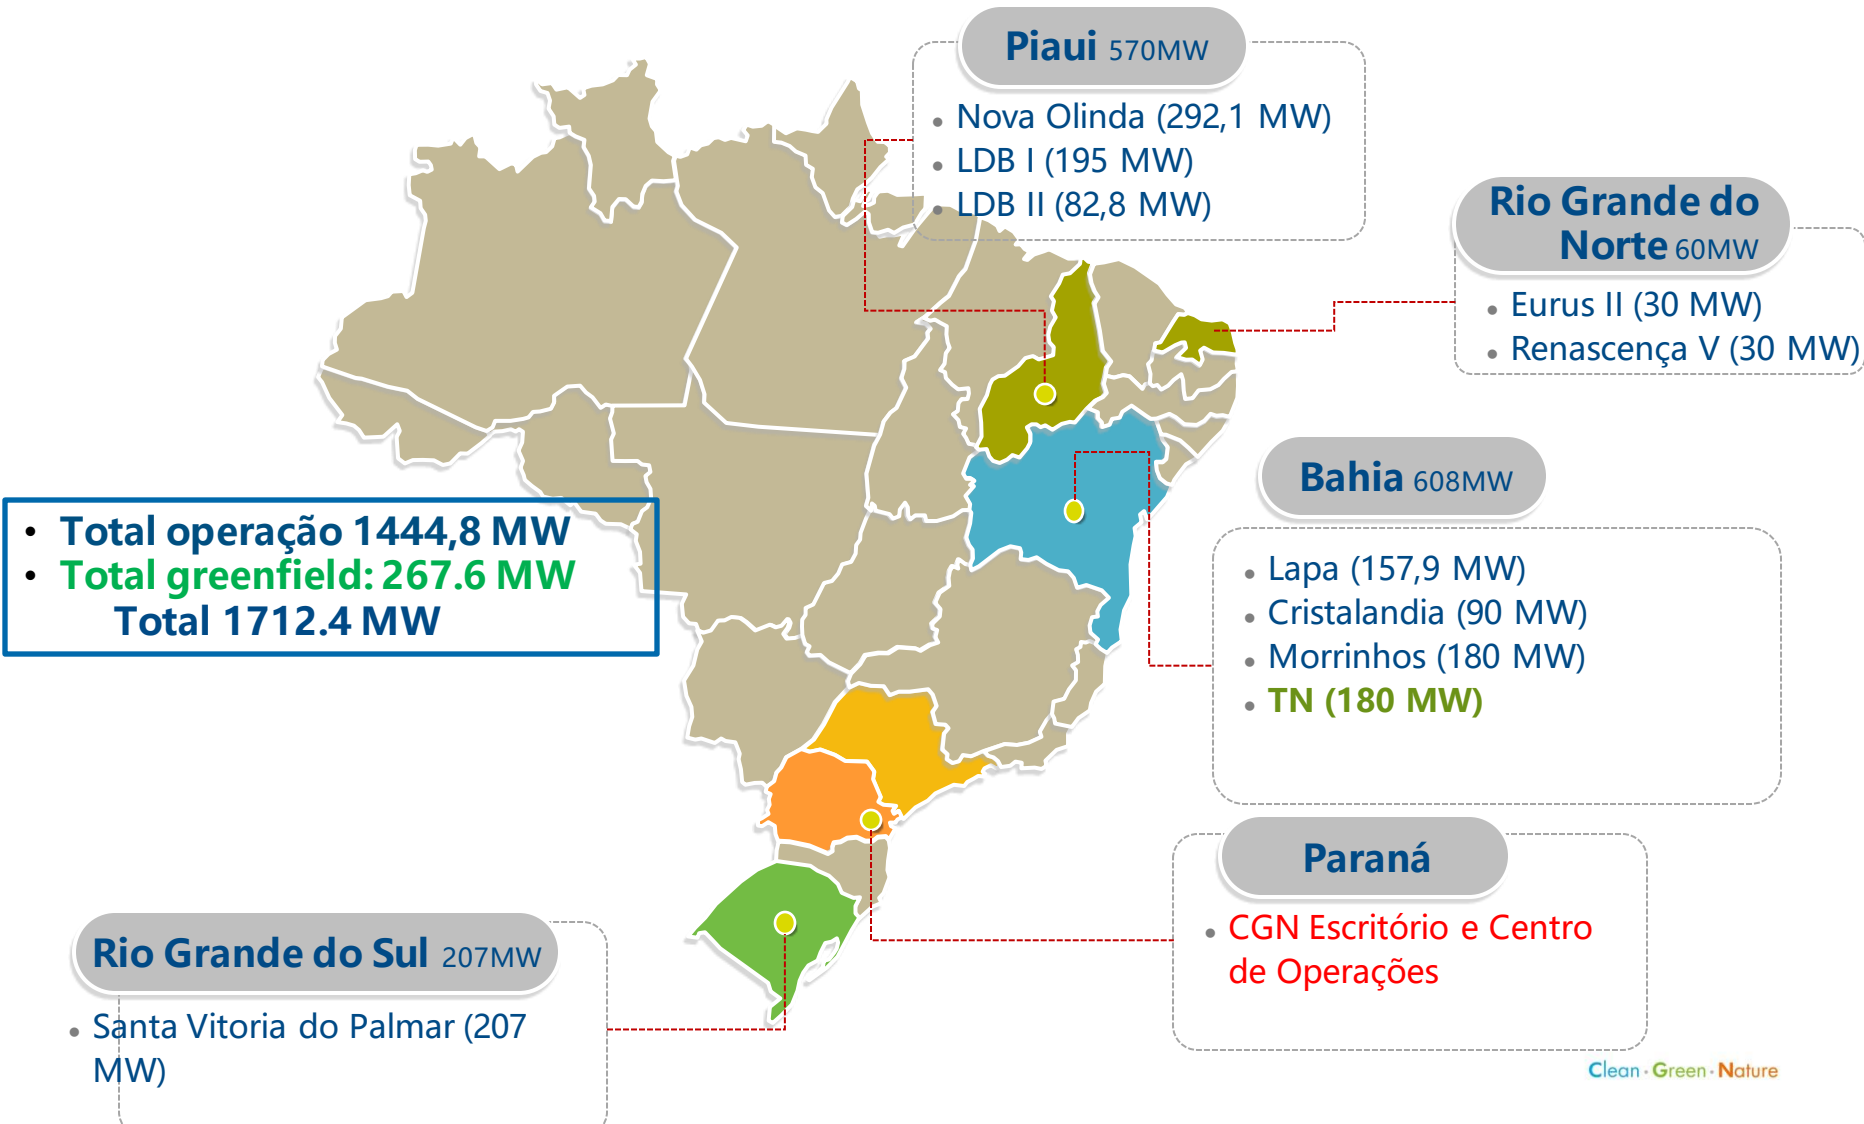 Piaui 570MW
• Nova Olinda (292,1 MW)
• LDB I (195 MW)
• LDB II (82,8 MW)
Rio Grande do
Norte 60MW
• Eurus II (30 MW)
• Renascença V (30 MW)
Bahia 608MW
• Lapa (157,9 MW)
• Cristalandia (90 MW)
• Morrinhos (180 MW)
• TN (180 MW)
• Total operação 1444,8 MW
• Total greenfield: 267.6 MW
Total 1712.4 MW
Paraná
• CGN Escritório e Centro
de Operações
Rio Grande do Sul 207MW
• Santa Vitoria do Palmar (207
MW)
Clean · Green · Nature